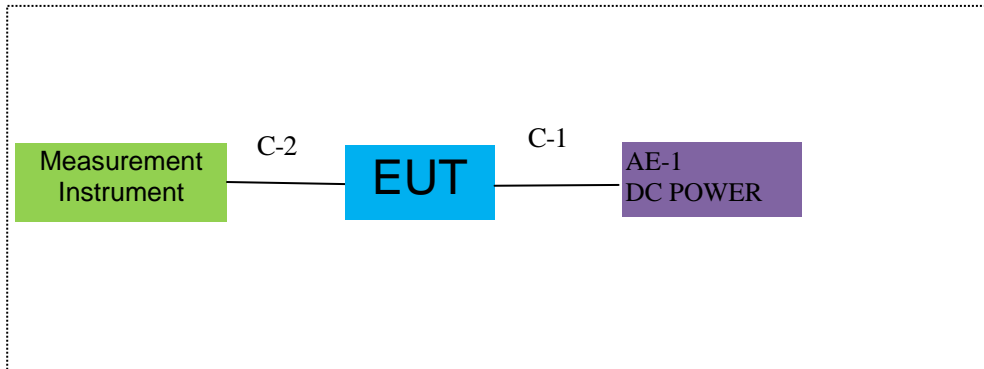 C-2
C-1
Measurement
Instrument
EUT
AE-1
DC POWER